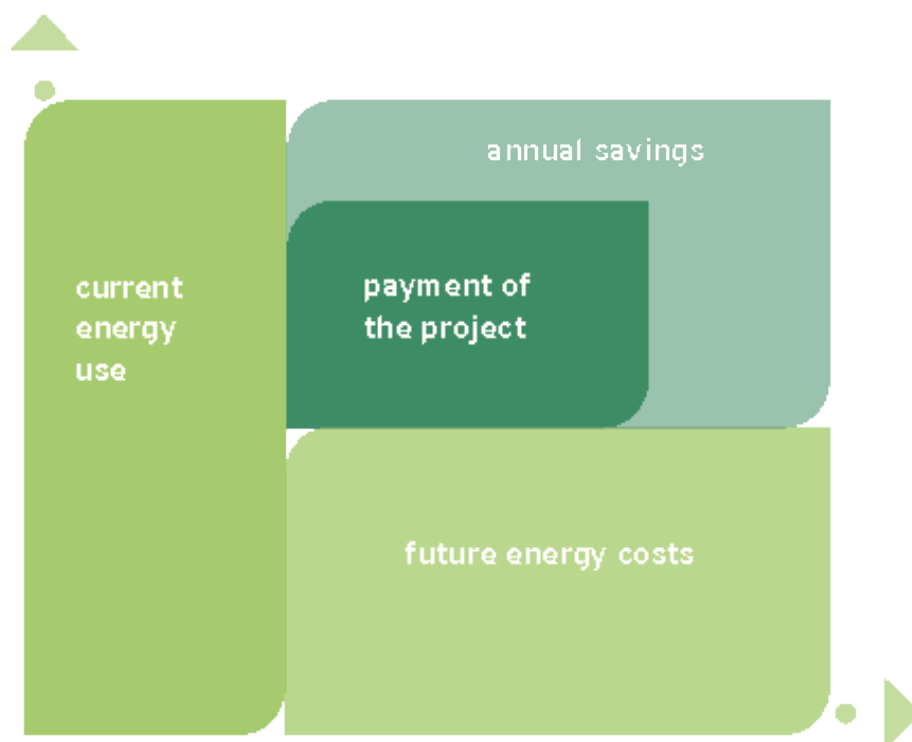 annual savings
current
energy
use
payment of
the project
future energy costs